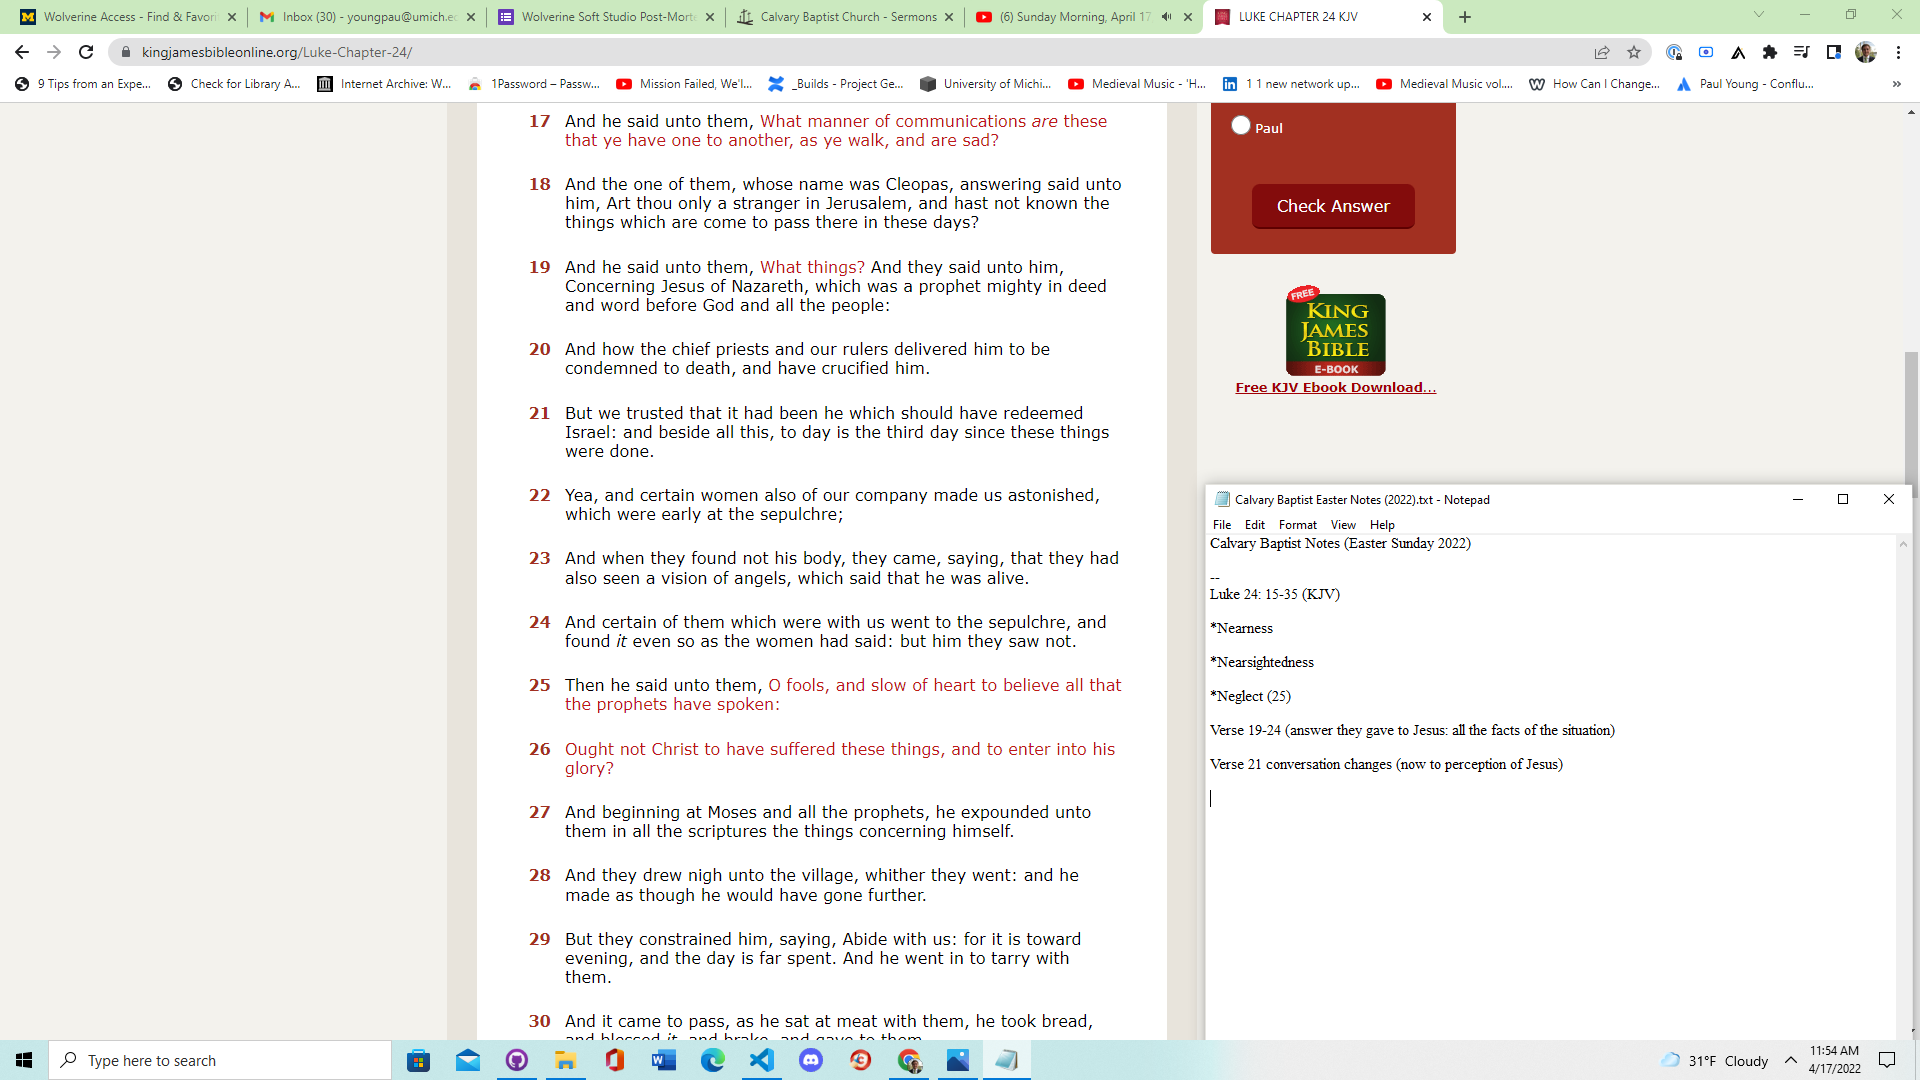 Wolverine Access - Find & Favori
Inbox (30) - youngpau@umich.ec
Wolverine Soft Studio Post-Morte
Calvary Baptist Church - Sermons
(6) Sunday Morning, April 17
LUKE CHAPTER 24 KJV
kingjamesbibleonline.org/Luke-Chapter-24/
9 Tips from an Expe...
Check for Library A...
Internet Archive: W...
1Password – Passw...
Mission Failed, We'l...
_Builds - Project Ge...
University of Michi...
Medieval Music - 'H...
1 1 new network up...
Medieval Music vol....
How Can I Change...
Paul Young - Conflu...
17 And he said unto them, What manner of communications are these
that ye have one to another, as ye walk, and are sad?
18 And the one of them, whose name was Cleopas, answering said unto
him, Art thou only a stranger in Jerusalem, and hast not known the
things which are come to pass there in these days?
19 And he said unto them, What things? And they said unto him,
Concerning Jesus of Nazareth, which was a prophet mighty in deed
and word before God and all the people:
20 And how the chief priests and our rulers delivered him to be
condemned to death, and have crucified him.
21 But we trusted that it had been he which should have redeemed
Israel: and beside all this, to day is the third day since these things
were done.
22 Yea, and certain women also of our company made us astonished,
which were early at the sepulchre;
23 And when they found not his body, they came, saying, that they had
also seen a vision of angels, which said that he was alive.
24 And certain of them which were with us went to the sepulchre, and
found it even so as the women had said: but him they saw not.
25 Then he said unto them, O fools, and slow of heart to believe all that
the prophets have spoken:
26 Ought not Christ to have suffered these things, and to enter into his
glory?
27 And beginning at Moses and all the prophets, he expounded unto
them in all the scriptures the things concerning himself.
28 And they drew nigh unto the village, whither they went: and he
made as though he would have gone further.
29 But they constrained him, saying, Abide with us: for it is toward
evening, and the day is far spent. And he went in to tarry with
them.
30 And it came to pass, as he sat at meat with them, he took bread,
and blessed it, and brake, and gave to them.
Paul
Check Answer
FREE
KING
JAMES
BIBLE
E-BOOK
Free KJV Ebook Download...
Calvary Baptist Easter Notes (2022).txt - Notepad
File Edit Format View Help
Calvary Baptist Notes (Easter Sunday 2022)
--
Luke 24: 15-35 (KJV)
*Nearness
*Nearsightedness
*Neglect (25)
Verse 19-24 (answer they gave to Jesus: all the facts of the situation)
Verse 21 conversation changes (now to perception of Jesus)
Type here to search
31°F Cloudy
11:54 AM
4/17/2022